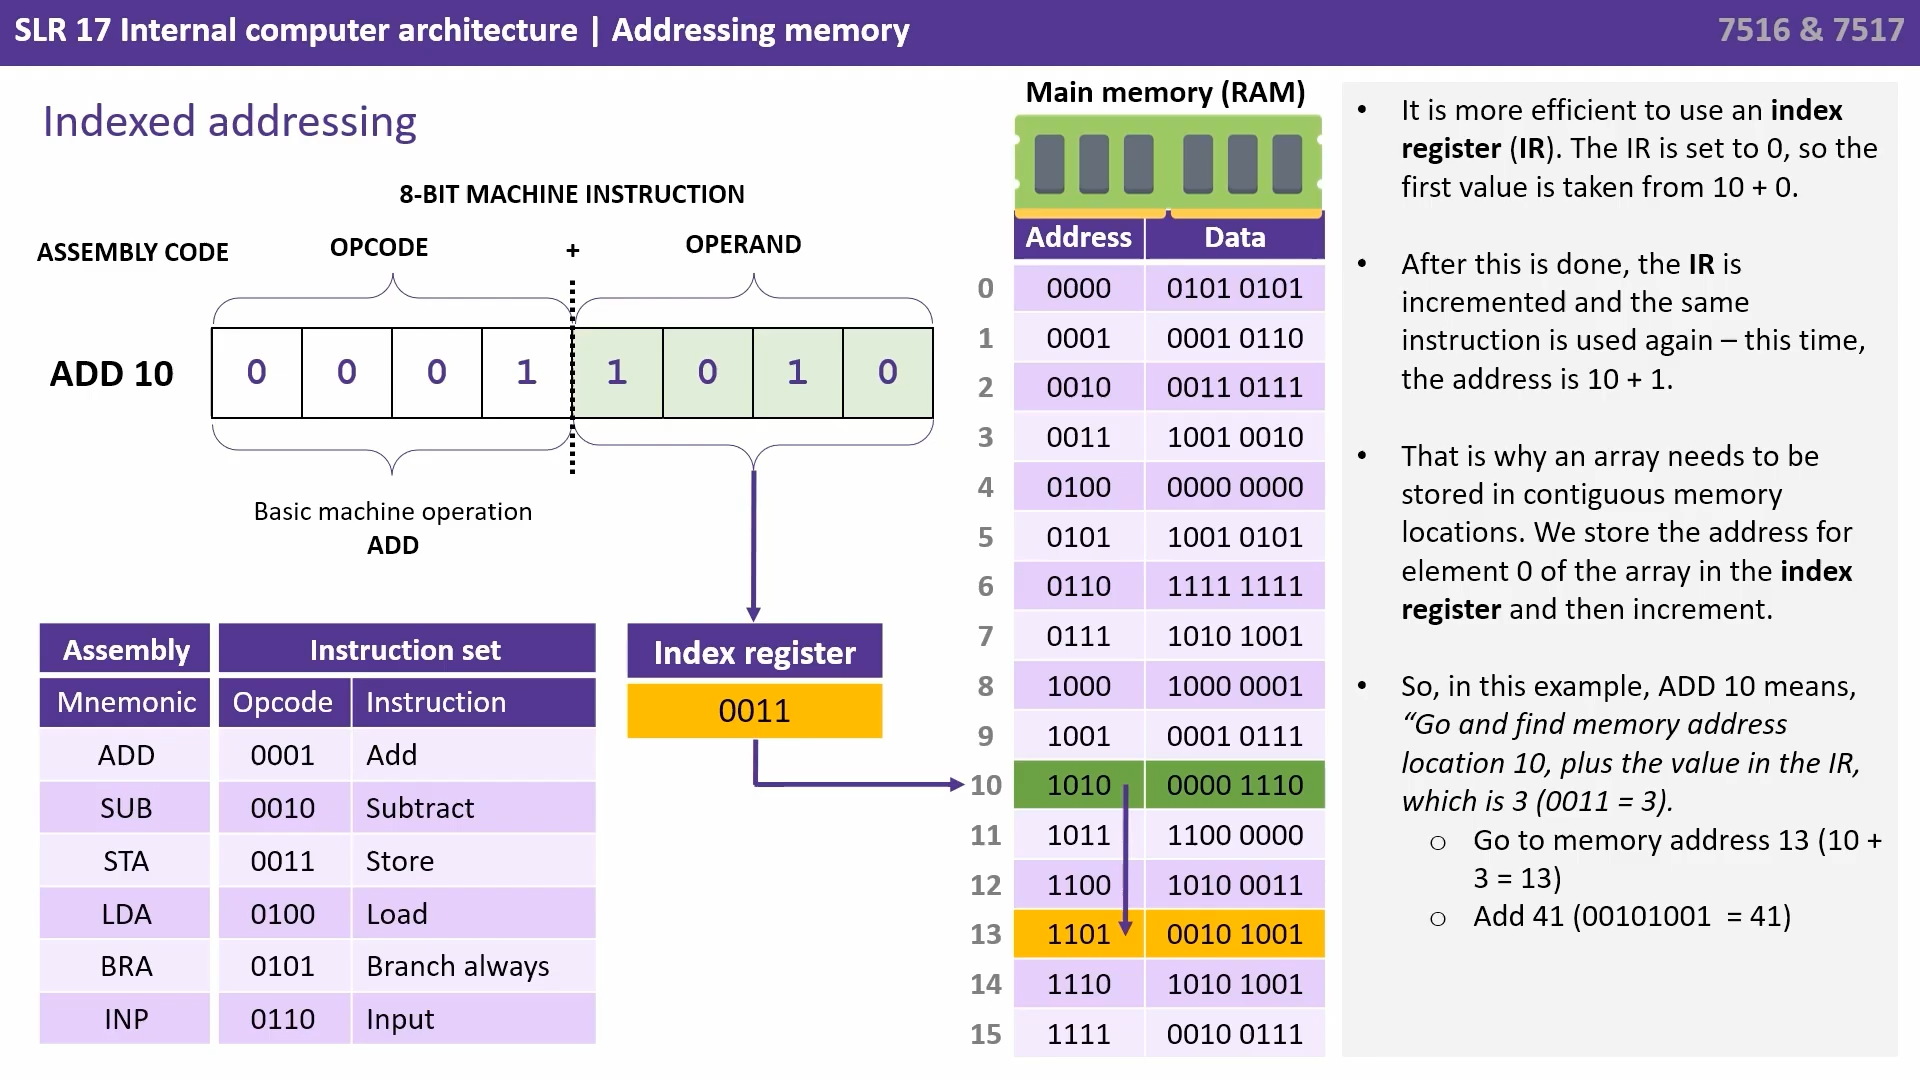 SLR 17 Internal computer architecture | Addressing memory
7516 & 7517
Indexed addressing
8-BIT MACHINE INSTRUCTION
ASSEMBLY CODE
OPCODE
+
OPERAND
ADD 10
0 0 0 1 1 0 1 0
Basic machine operation
ADD
Assembly
Instruction set
Mnemonic Opcode Instruction
ADD 0001 Add
SUB 0010 Subtract
STA 0011 Store
LDA 0100 Load
BRA 0101 Branch always
INP 0110 Input
Index register
0011
Main memory (RAM)
Address Data
0 0000 0101 0101
1 0001 0001 0110
2 0010 0011 0111
3 0011 1001 0010
4 0100 0000 0000
5 0101 1001 0101
6 0110 1111 1111
7 0111 1010 1001
8 1000 1000 0001
9 1001 0001 0111
10 1010 0000 1110
11 1011 1100 0000
12 1100 1010 0011
13 1101 0010 1001
14 1110 1010 1001
15 1111 0010 0111
• It is more efficient to use an index
register (IR). The IR is set to 0, so the
first value is taken from 10 + 0.
• After this is done, the IR is
incremented and the same
instruction is used again – this time,
the address is 10 + 1.
• That is why an array needs to be
stored in contiguous memory
locations. We store the address for
element 0 of the array in the index
register and then increment.
• So, in this example, ADD 10 means,
“Go and find memory address
location 10, plus the value in the IR,
which is 3 (0011 = 3).
o Go to memory address 13 (10 +
3 = 13)
o Add 41 (00101001 = 41)